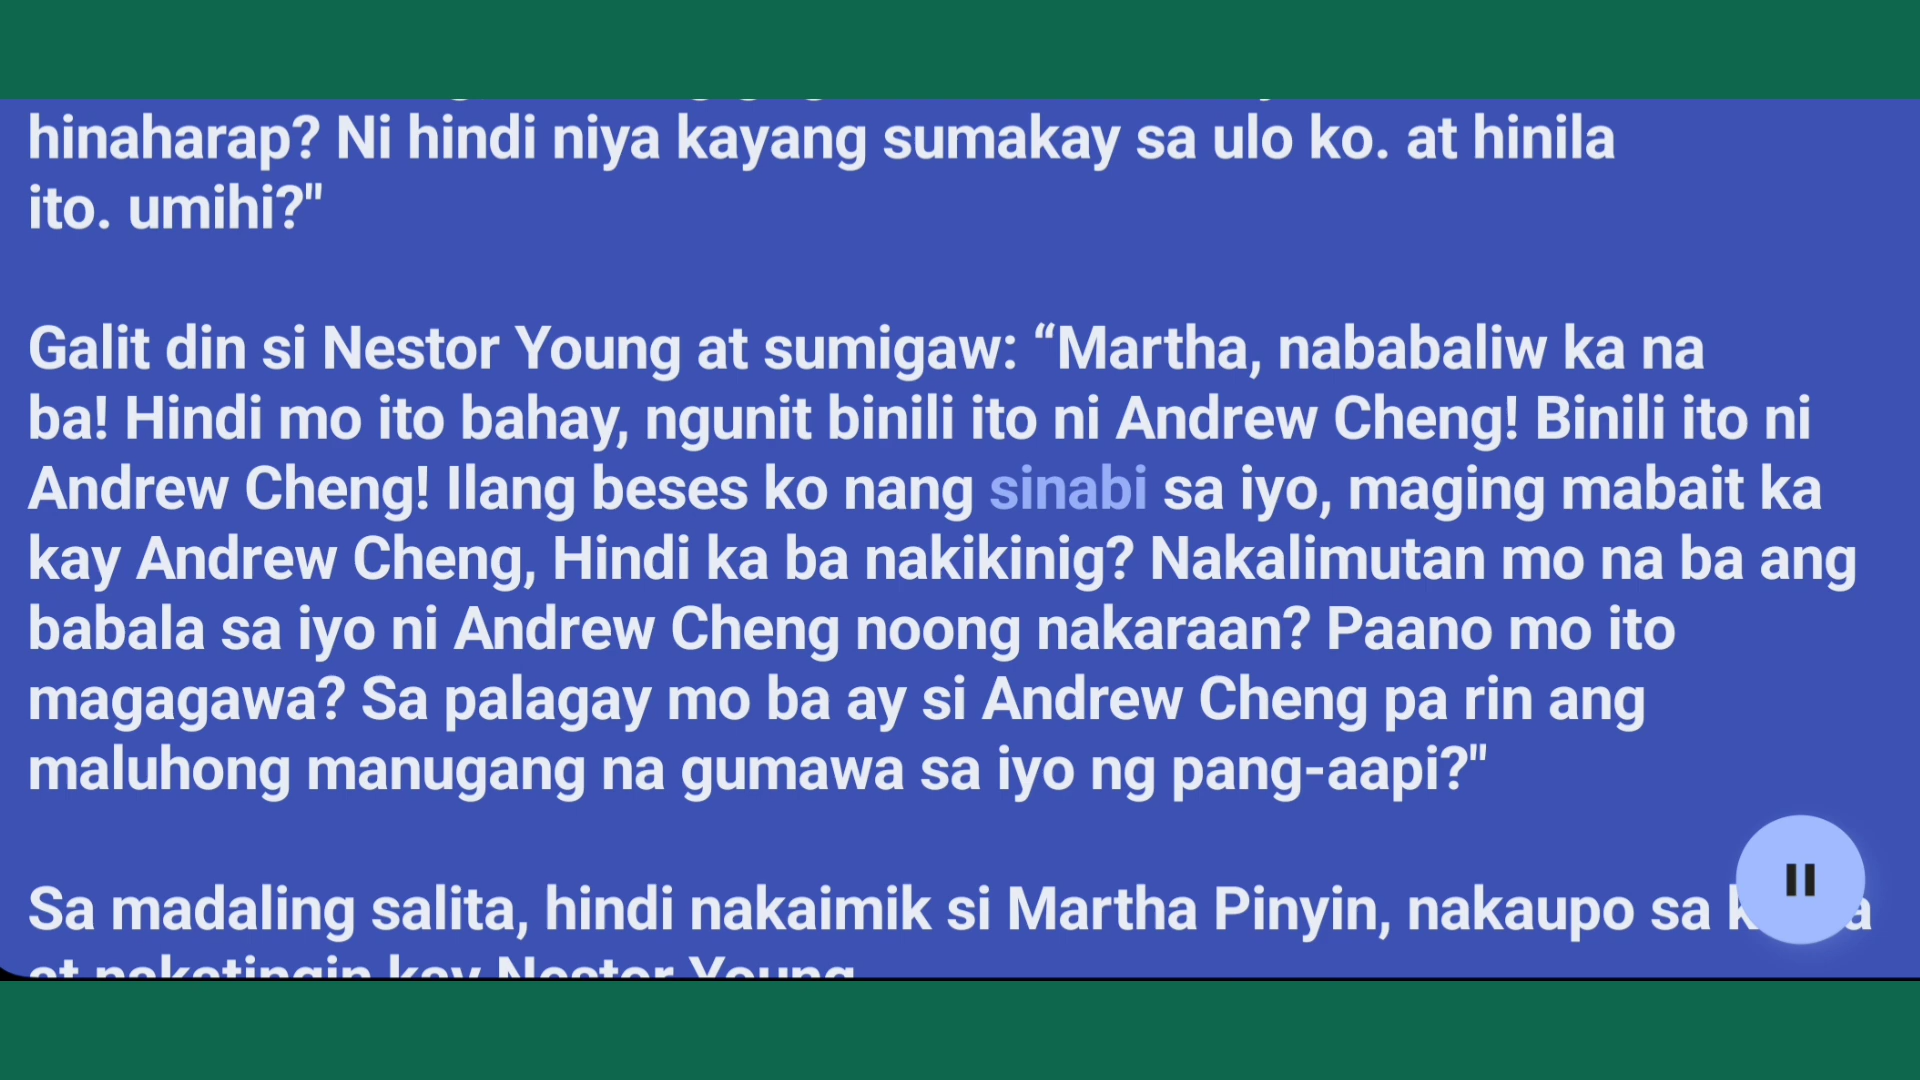 hinaharap? Ni hindi niya kayang sumakay sa ulo ko. at hinila
ito. umihi?"
Galit din si Nestor Young at sumigaw: “Martha, nababaliw ka na
ba! Hindi mo ito bahay, ngunit binili ito ni Andrew Cheng! Binili ito ni
Andrew Cheng! Ilang beses ko nang sinabi sa iyo, maging mabait ka
kay Andrew Cheng, Hindi ka ba nakikinig? Nakalimutan mo na ba ang
babala sa iyo ni Andrew Cheng noong nakaraan? Paano mo ito
magagawa? Sa palagay mo ba ay si Andrew Cheng pa rin ang
maluhong manugang na gumawa sa iyo ng pang-aapi?"
Sa madaling salita, hindi nakaimik si Martha Pinyin, nakaupo sa
at nakatingin kay Nestor Young